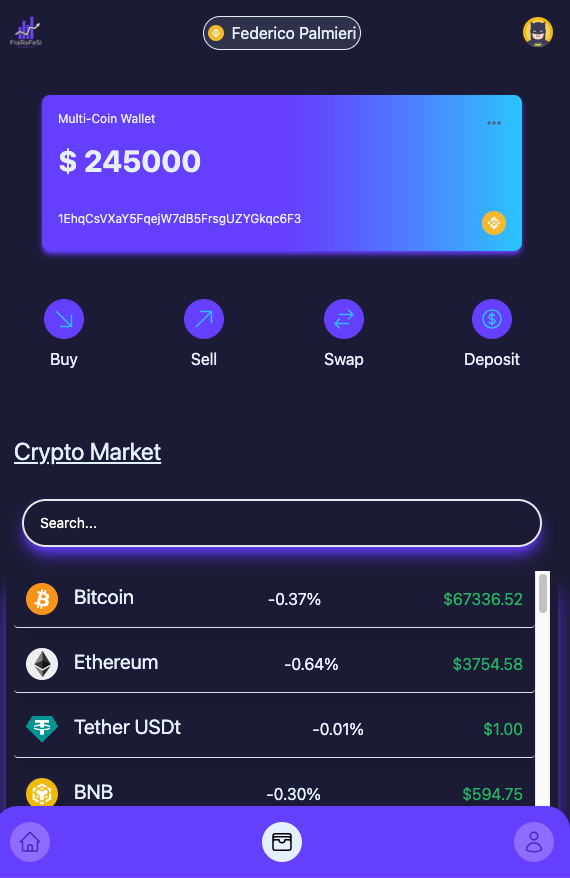 FraRaFeSi
Federico Palmieri
Multi-Coin Wallet
$ 245000
1EhqCsVXaY5FqejW7dB5FrsgUZYGkqc6F3
Buy
Sell
Swap
Deposit
Crypto Market
Search...
Bitcoin -0.37% $67336.52
Ethereum -0.64% $3754.58
Tether USDt -0.01% $1.00
BNB -0.30% $594.75